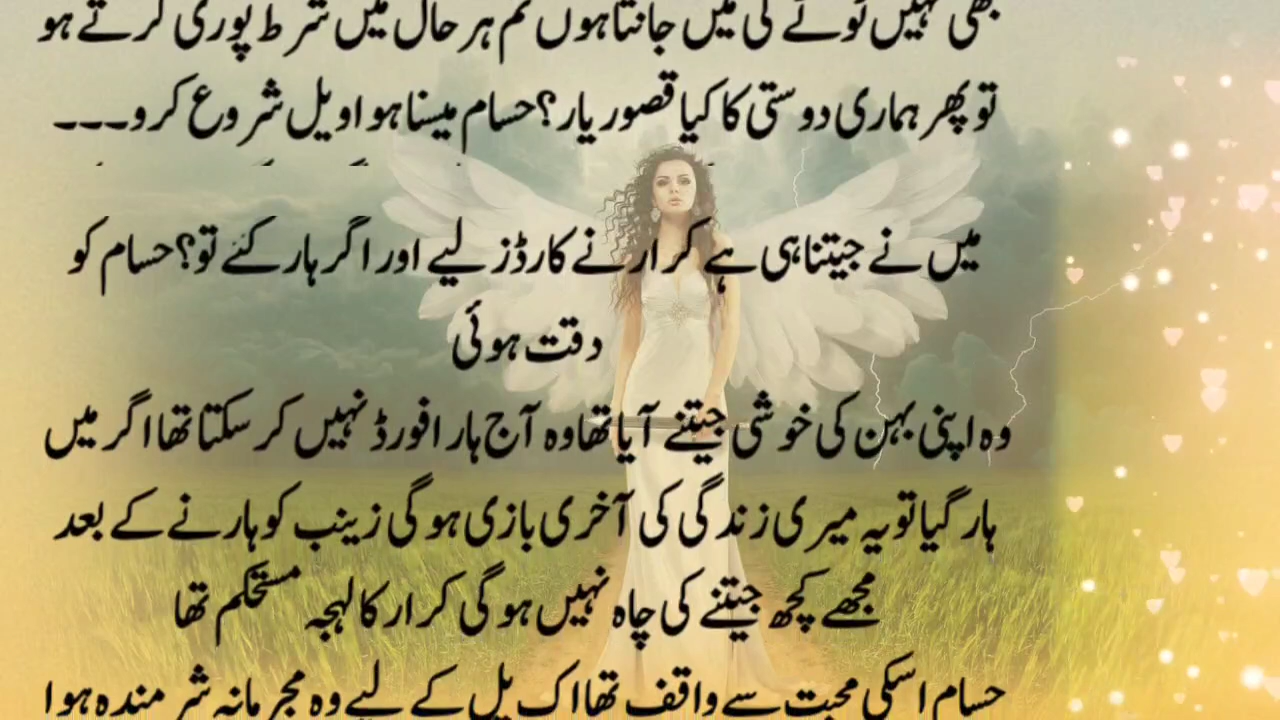 بھی نہیں ٹوٹے گی میں جانتا ہوں تم ہر حال میں شرط پوری کرتے ہو
تو پھر ہماری دوستی کا کیا قصور یار؟ حسام میسنا ہوا ویل شروع کرو۔۔۔
میں نے جیتنا ہی ہے کرار نے کارڈز لیے اور اگر ہار گئے تو؟ حسام کو
دقت ہوئی
وہ اپنی بہن کی خوشی جیتنے آیا تھا وہ آج ہار افورڈ نہیں کر سکتا تھا اگر میں
ہار گیا تو یہ میری زندگی کی آخری بازی ہو گی زینب کو ہارنے کے بعد
مجھے کچھ جیتنے کی چاہ نہیں ہو گی کرار کا لہجہ مستحکم تھا
حسام اسکی محبت سے واقف تھا اک پل کے لیے وہ مجرمانہ شرمندہ ہوا